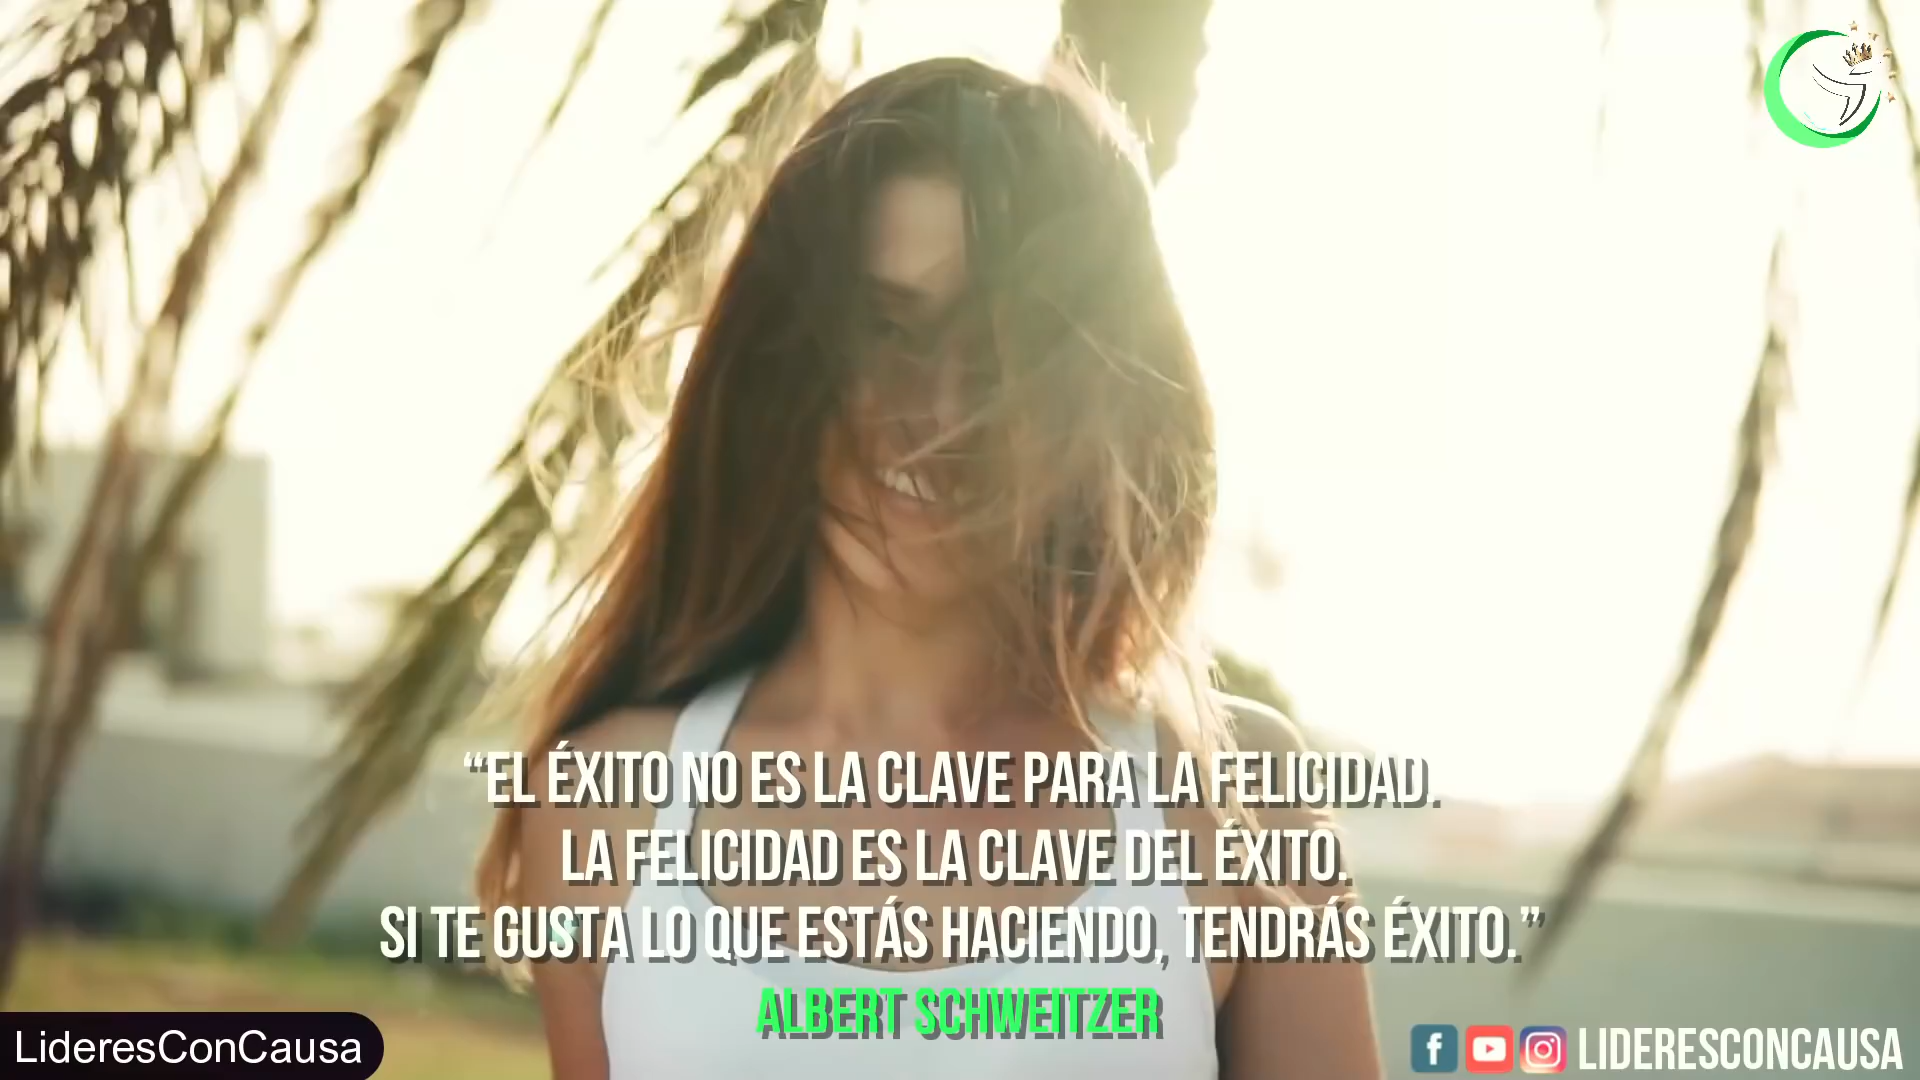 “EL ÉXITO NO ES LA CLAVE PARA LA FELICIDAD.
LA FELICIDAD ES LA CLAVE DEL ÉXITO.
SI TE GUSTA LO QUE ESTÁS HACIENDO, TENDRÁS ÉXITO.”
ALBERT SCHWEITZER
LideresConCausa
LIDERESCONCAUSA